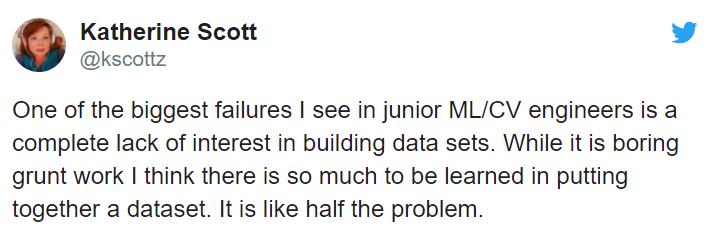 Katherine Scott
@kscottz
One of the biggest failures I see in junior ML/CV engineers is a
complete lack of interest in building data sets. While it is boring
grunt work I think there is so much to be learned in putting
together a dataset. It is like half the problem.